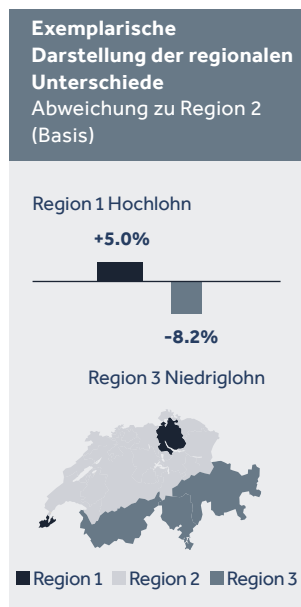 Exemplarische
Darstellung der regionalen
Unterschiede
Abweichung zu Region 2
(Basis)
Region 1 Hochlohn
+5.0%
-8.2%
Region 3 Niedriglohn
Region 1 Region 2 Region 3